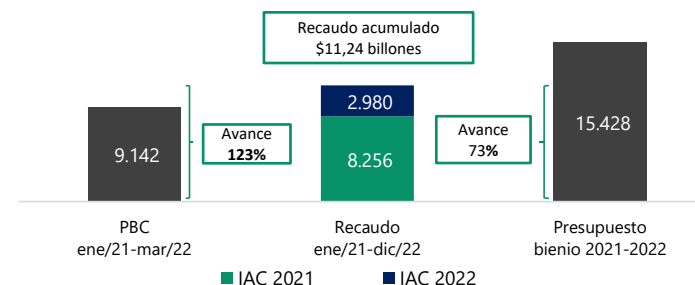 Recaudo acumulado
$11,24 billones
2.980
15.428
Avance
123%
Avance
73%
9.142
8.256
PBC
ene/21-mar/22
Recaudo
ene/21-dic/22
Presupuesto
bienio 2021-2022
IAC 2021
IAC 2022